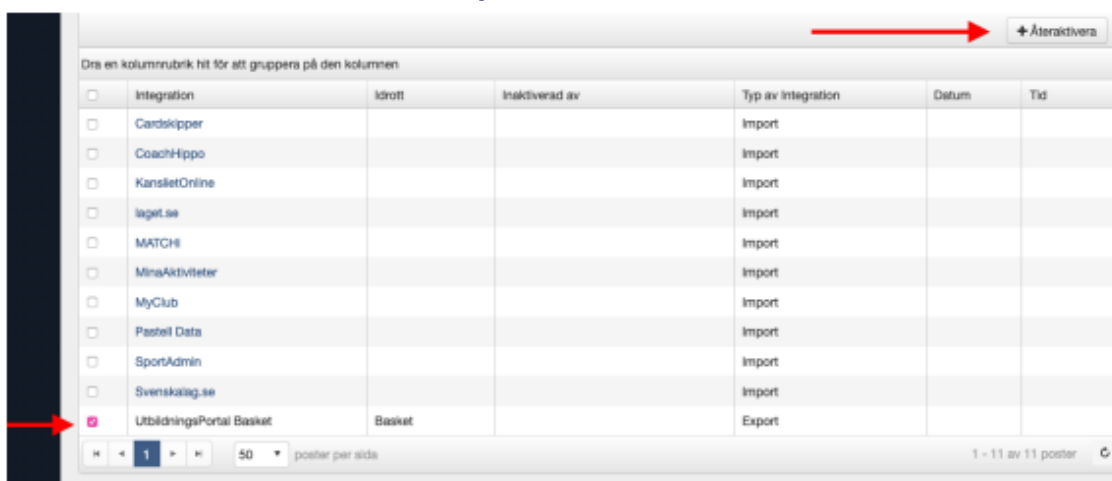 + Återaktivera
Dra en kolumnrubrik hit för att gruppera på den kolumnen
Integration Idrott Inaktiverad av Typ av Integration Datum Tid
Cardskipper Import
CoachHippo Import
KanslietOnline Import
laget.se Import
MATCHi Import
MinaAktiviteter Import
MyClub Import
Pastell Data Import
SportAdmin Import
Svenskalag.se Import
UtbildningsPortal Basket Basket Export
1 50 poster per sida 1 - 11 av 11 poster